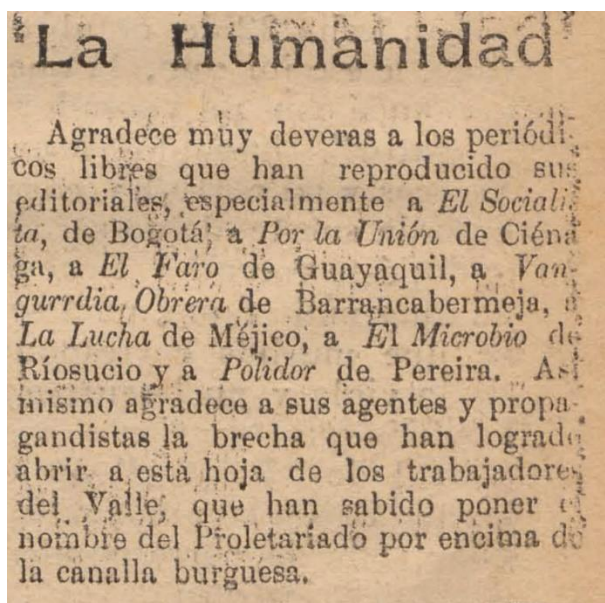 "La Humanidad"
Agradece muy deveras a los periódi-
cos libres que han reproducido sus
editoriales, especialmente a El Sociali-
ta, de Bogotá; a Por la Unión de Ciéna
ga, a El Faro de Guayaquil, a Van-
gurrdia Obrera de Barrancabermeja, a
La Lucha de Méjico, a El Microbio de
Ríosucio y a Polidor de Pereira. Asi
mismo agradece a sus agentes y propa-
gandistas la brecha que han logrado
abrir a esta hoja de los trabajadores
del Valle, que han sabido poner el
nombre del Proletariado por encima de
la canalla burguesa.